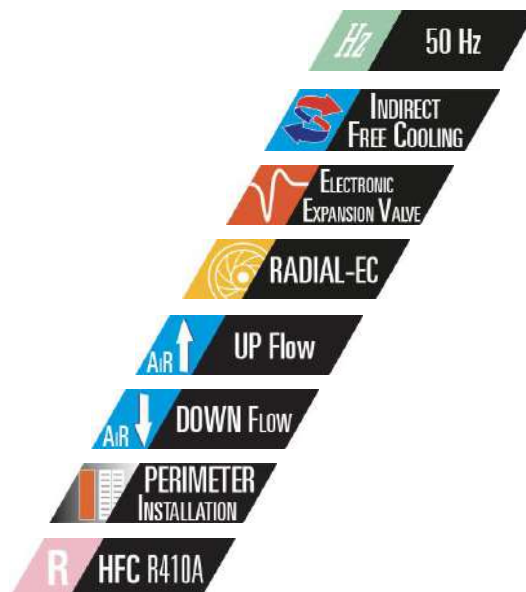 Hz 50 Hz
INDIRECT
FREE COOLING
ELECTRONIC
EXPANSION VALVE
RADIAL-EC
AIR UP Flow
AIR DOWN FLOW
PERIMETER
INSTALLATION
R HFC R410A